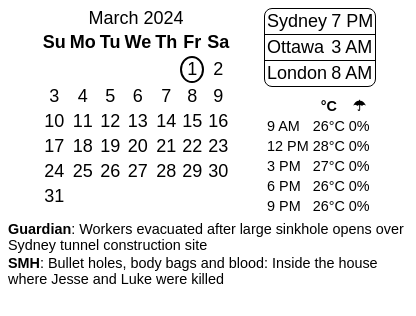 March 2024
Su Mo Tu We Th Fr Sa
1 2
3 4 5 6 7 8 9
10 11 12 13 14 15 16
17 18 19 20 21 22 23
24 25 26 27 28 29 30
31
Sydney 7 PM
Ottawa 3 AM
London 8 AM
°C ☂
9 AM 26°C 0%
12 PM 28°C 0%
3 PM 27°C 0%
6 PM 26°C 0%
9 PM 26°C 0%
Guardian: Workers evacuated after large sinkhole opens over
Sydney tunnel construction site
SMH: Bullet holes, body bags and blood: Inside the house
where Jesse and Luke were killed